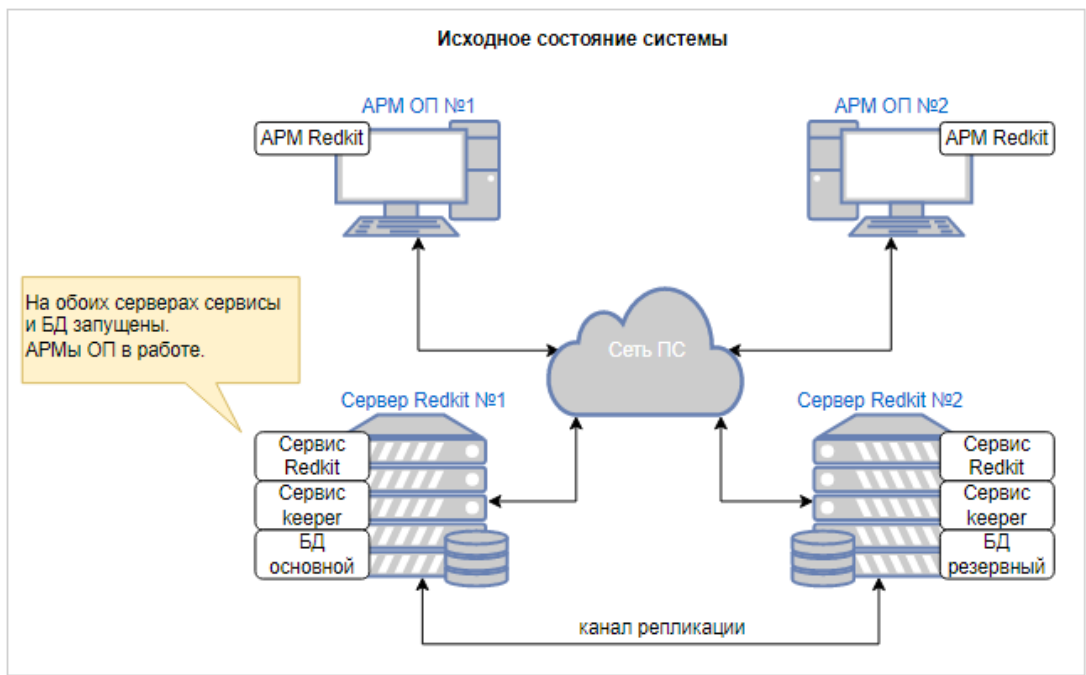 Исходное состояние системы
АРМ ОП №1
АРМ ОП №2
АРМ Redkit
АРМ Redkit
На обоих серверах сервисы
и БД запущены.
АРМы ОП в работе.
Сеть ПС
Сервер Redkit №1
Сервер Redkit №2
Сервис
Redkit
Сервис
keeper
БД
основной
Сервис
Redkit
Сервис
keeper
БД
резервный
канал репликации